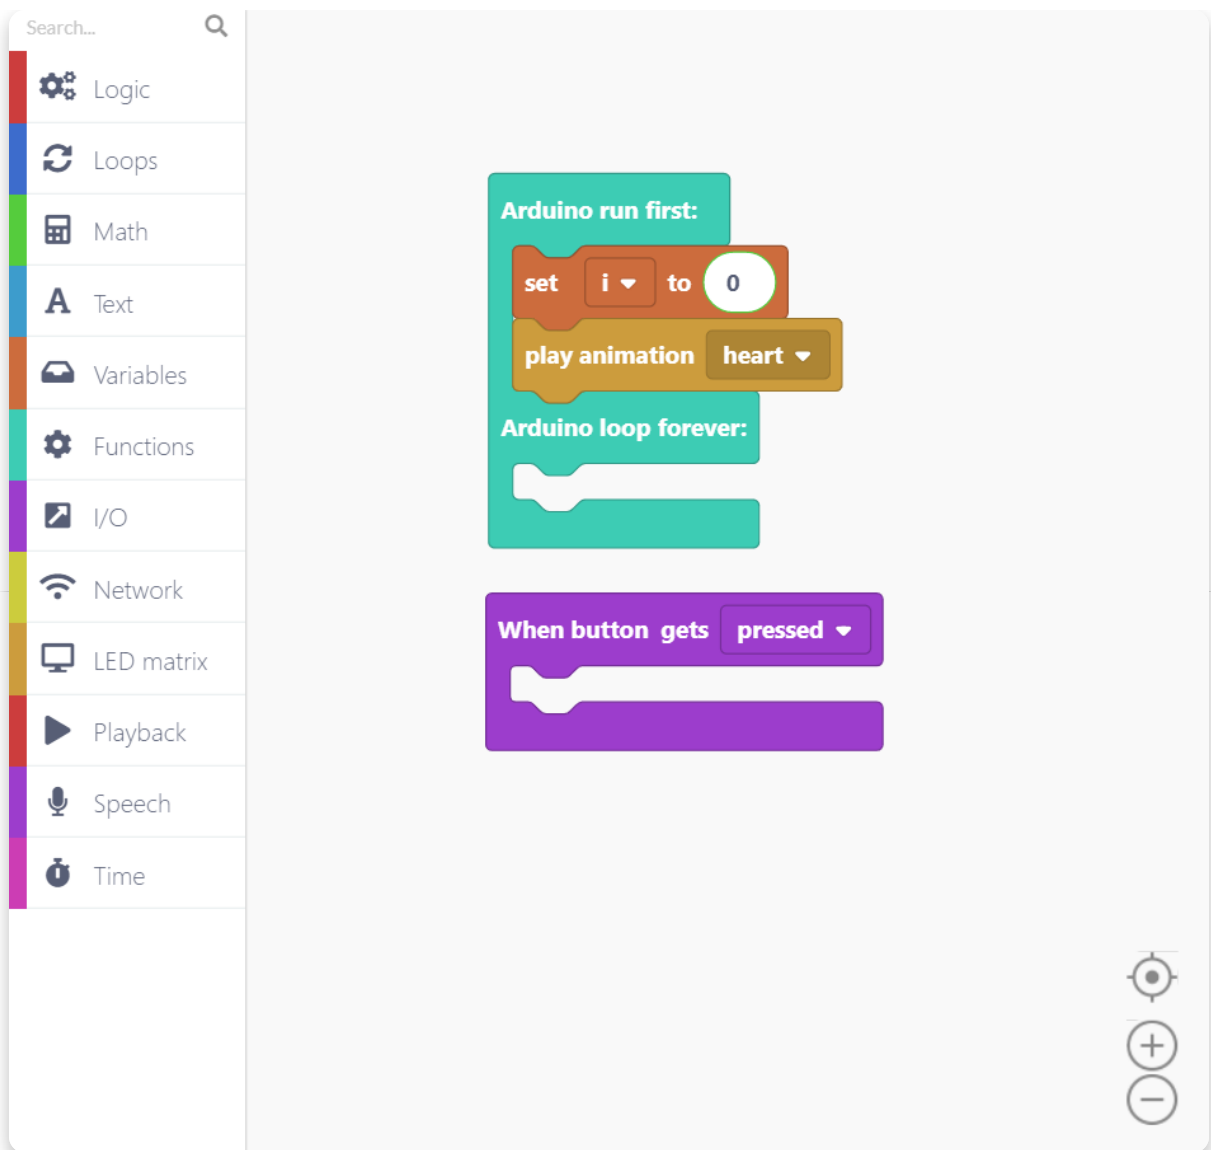 Search...
Logic
Loops
Math
Text
Variables
Functions
I/O
Network
LED matrix
Playback
Speech
Time
Arduino run first:
set i to 0
play animation heart
Arduino loop forever:
When button gets pressed